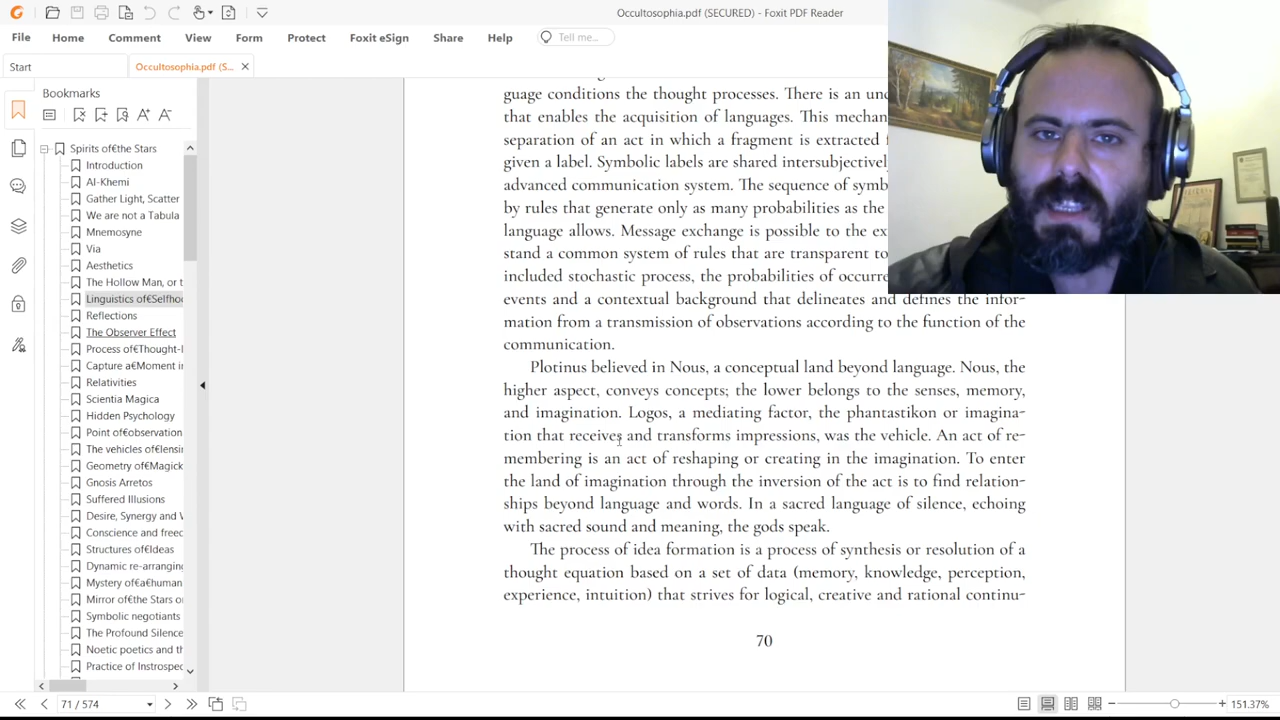 Occultosophia.pdf (SECURED) - Foxit PDF Reader
File Home Comment View Form Protect Foxit eSign Share Help Tell me...
Start Occultosophia.pdf (S...
Bookmarks
Spirits of€the Stars
Introduction
Al-Khemi
Gather Light, Scatter
We are not a Tabula
Mnemosyne
Via
Aesthetics
The Hollow Man, or t
Linguistics of€Selfhoo
Reflections
The Observer Effect
Process of€Thought-I
Capture a€Moment i
Relativities
Scientia Magica
Hidden Psychology
Point of€observation
The vehicles of€lensin
Geometry of€Magick
Gnosis Arretos
Suffered Illusions
Desire, Synergy and V
Conscience and freec
Structures of€Ideas
Dynamic re-arranging
Mystery of€a€human
Mirror of€the Stars or
Symbolic negotiants
The Profound Silence
Noetic poetics and th
Practice of Instrospec
guage conditions the thought processes. There is an
that enables the acquisition of languages. This
separation of an act in which a fragment is extracted
given a label. Symbolic labels are shared intersubjectively
advanced communication system. The sequence of
by rules that generate only as many probabilities as the
language allows. Message exchange is possible to the
stand a common system of rules that are transparent to
included stochastic process, the probabilities of
events and a contextual background that delineates and defines the infor-
mation from a transmission of observations according to the function of the
communication.
Plotinus believed in Nous, a conceptual land beyond language. Nous, the
higher aspect, conveys concepts; the lower belongs to the senses, memory,
and imagination. Logos, a mediating factor, the phantastikon or imagina-
tion that receives and transforms impressions, was the vehicle. An act of re-
membering is an act of reshaping or creating in the imagination. To enter
the land of imagination through the inversion of the act is to find relation-
ships beyond language and words. In a sacred language of silence, echoing
with sacred sound and meaning, the gods speak.
The process of idea formation is a process of synthesis or resolution of a
thought equation based on a set of data (memory, knowledge, perception,
experience, intuition) that strives for logical, creative and rational continu-
70
71 / 574
151.37%